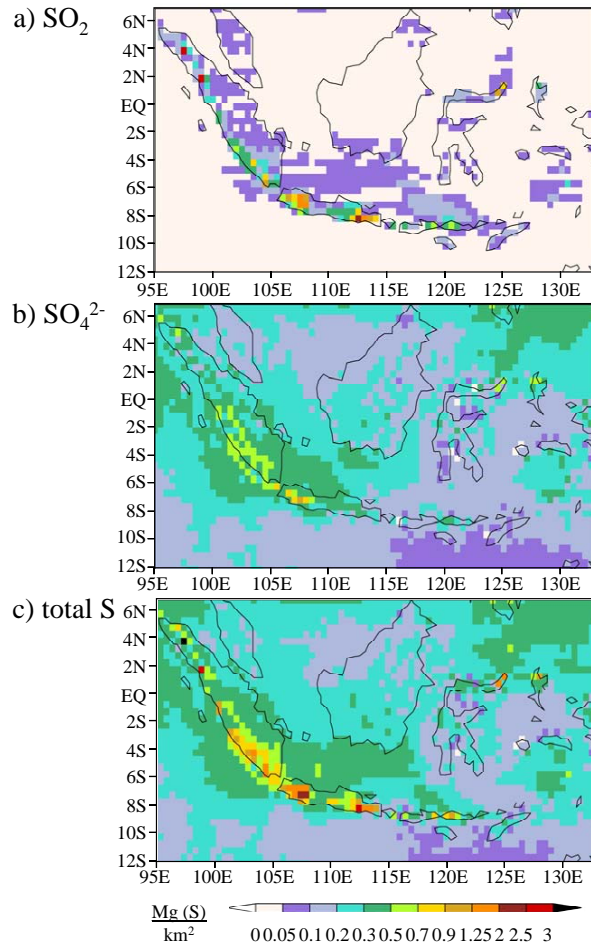 a) SO₂
6N
4N
2N
EQ
2S
4S
6S
8S
10S
12S
95E 100E 105E 110E 115E 120E 125E 130E
b) SO₄²⁻
6N
4N
2N
EQ
2S
4S
6S
8S
10S
12S
95E 100E 105E 110E 115E 120E 125E 130E
c) total S
6N
4N
2N
EQ
2S
4S
6S
8S
10S
12S
95E 100E 105E 110E 115E 120E 125E 130E
Mg (S)
km²
0 0.05 0.1 0.2 0.3 0.5 0.7 0.9 1.25 2 2.5 3